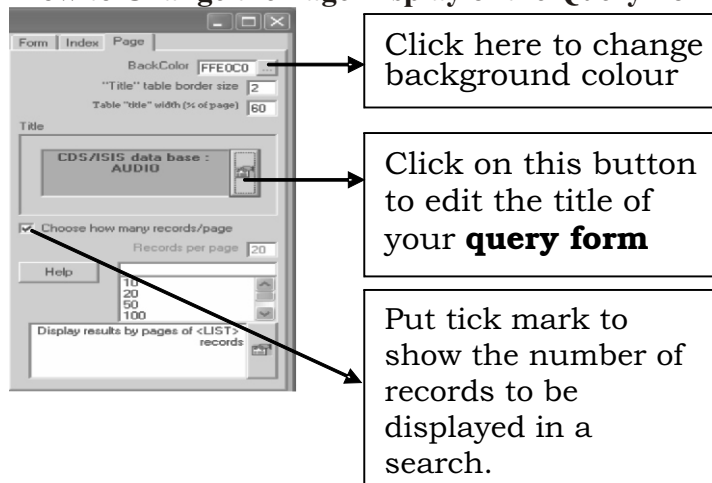 Form Index Page
BackColor FFE0C0 ...
"Title" table border size 2
Table "title" width (% of page) 60
Title
CDS/ISIS data base :
AUDIO
Choose how many records/page
Records per page 20
Help
10
20
50
100
Display results by pages of <LIST>
records
Click here to change
background colour
Click on this button
to edit the title of
your query form
Put tick mark to
show the number of
records to be
displayed in a
search.